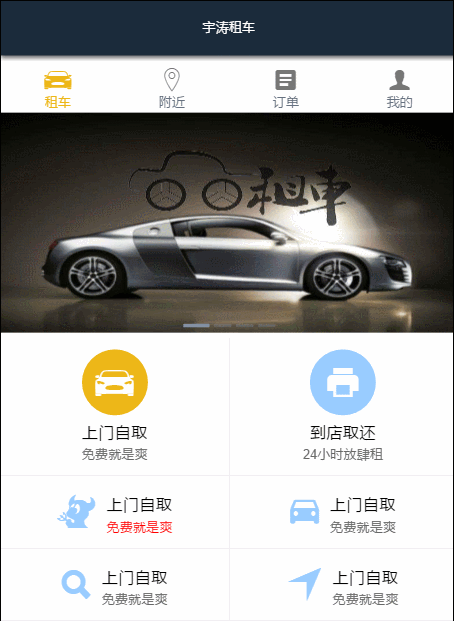 宇涛租车
租车 附近 订单 我的
租車
上门自取 到店取还
免费就是爽 24小时放肆租
上门自取 上门自取
免费就是爽 免费就是爽
上门自取 上门自取
免费就是爽 免费就是爽